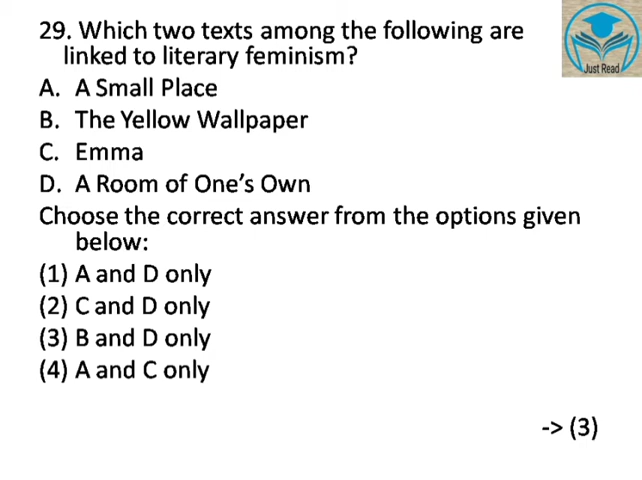 29. Which two texts among the following are
linked to literary feminism?
A. A Small Place
B. The Yellow Wallpaper
C. Emma
D. A Room of One's Own
Choose the correct answer from the options given
below:
(1) A and D only
(2) C and D only
(3) B and D only
(4) A and C only
-> (3)
Just Read